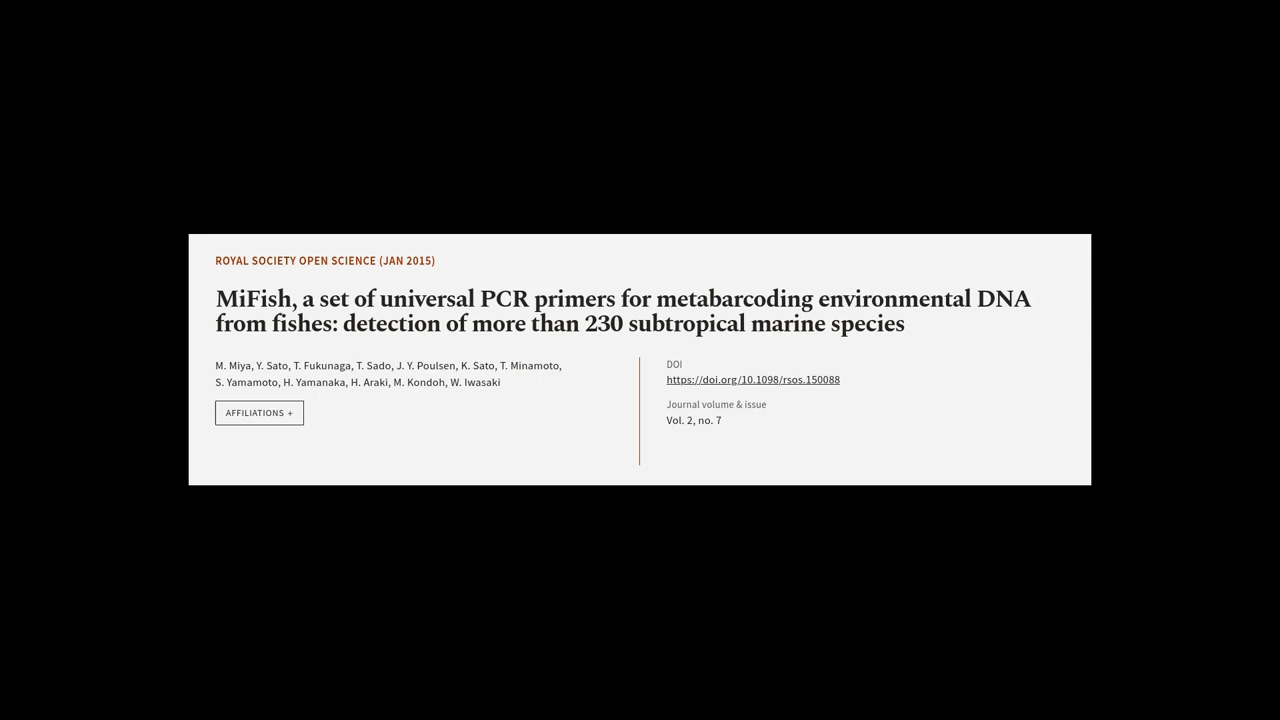 ROYAL SOCIETY OPEN SCIENCE (JAN 2015)
MiFish, a set of universal PCR primers for metabarcoding environmental DNA
from fishes: detection of more than 230 subtropical marine species
M. Miya, Y. Sato, T. Fukunaga, T. Sado, J. Y. Poulsen, K. Sato, T. Minamoto,
S. Yamamoto, H. Yamanaka, H. Araki, M. Kondoh, W. Iwasaki
AFFILIATIONS +
DOI
https://doi.org/10.1098/rsos.150088
Journal volume & issue
Vol. 2, no. 7